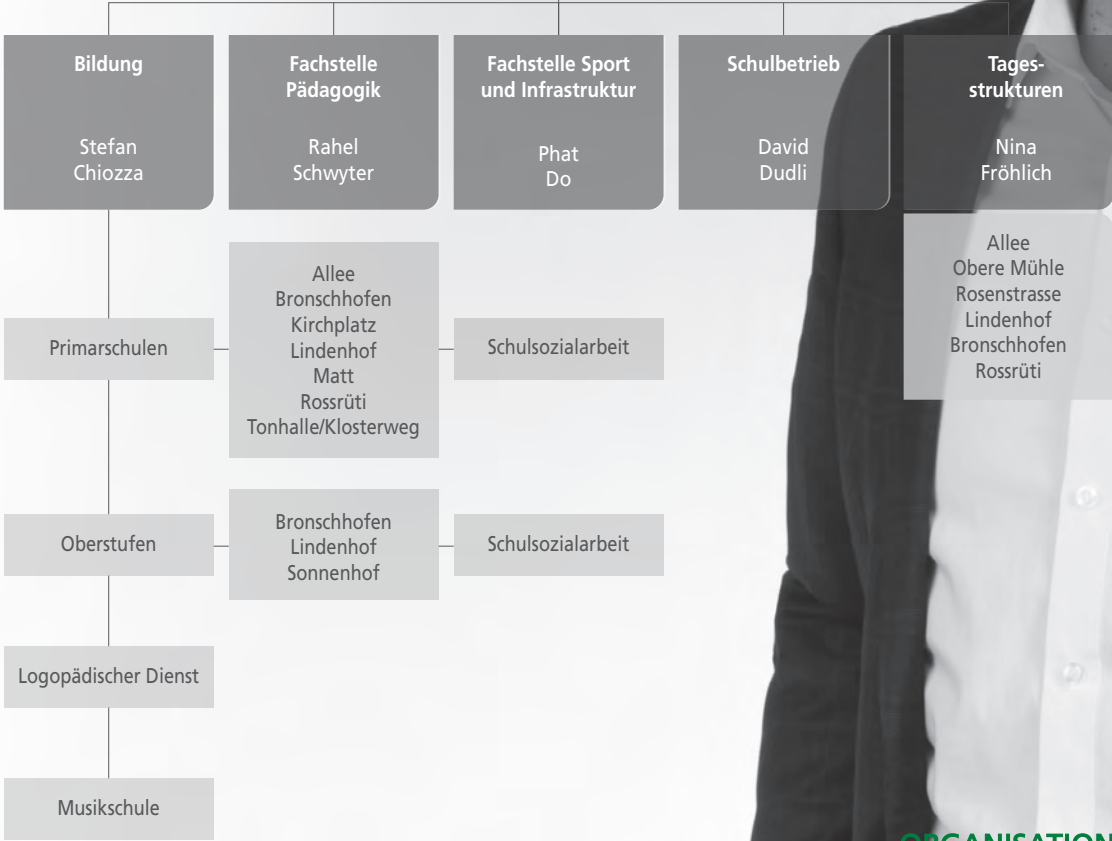 Bildung
Stefan
Chiozza
Fachstelle
Pädagogik
Rahel
Schwyter
Fachstelle Sport
und Infrastruktur
Phat
Do
Schulbetrieb
David
Dudli
Tages-
strukturen
Nina
Fröhlich
Allee
Obere Mühle
Rosenstrasse
Lindenhof
Bronschhofen
Rossrüti
Primarschulen
Allee
Bronschhofen
Kirchplatz
Lindenhof
Matt
Rossrüti
Tonhalle/Klosterweg
Schulsozialarbeit
Oberstufen
Bronschhofen
Lindenhof
Sonnenhof
Schulsozialarbeit
Logopädischer Dienst
Musikschule
ORGANISATION